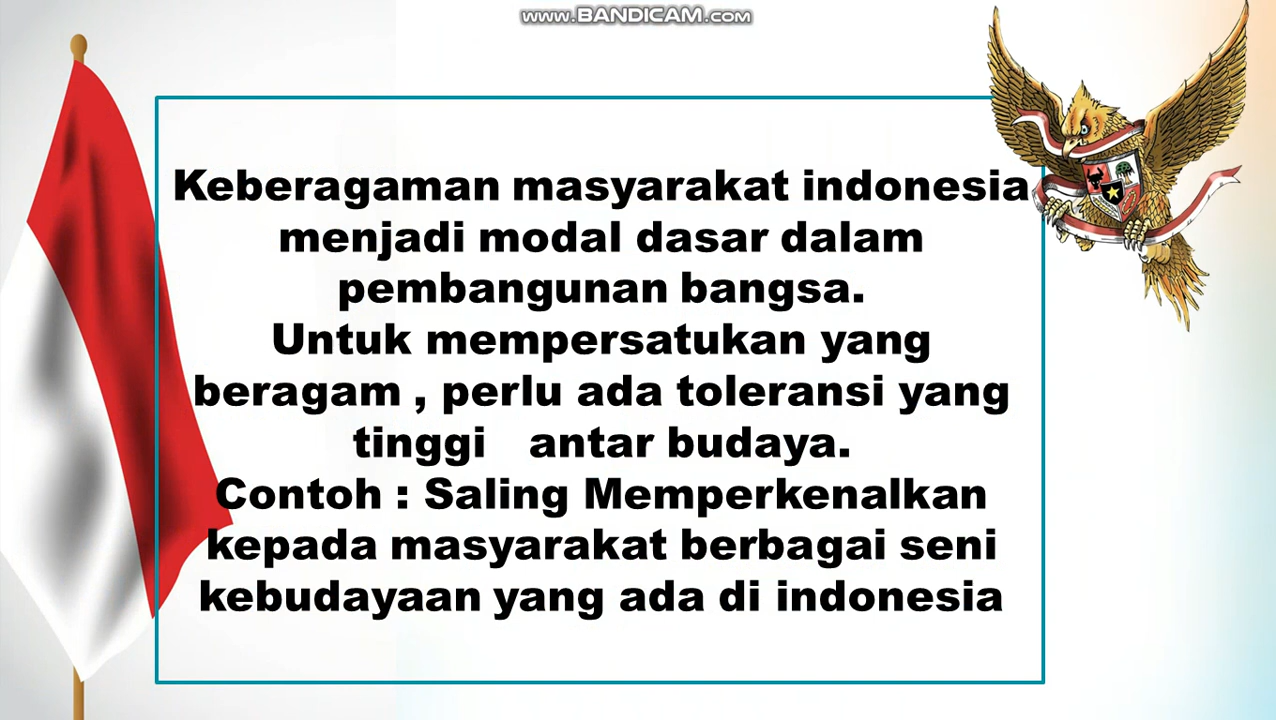 www.BANDICAM.com
Keberagaman masyarakat indonesia
menjadi modal dasar dalam
pembangunan bangsa.
Untuk mempersatukan yang
beragam , perlu ada toleransi yang
tinggi   antar budaya.
Contoh : Saling Memperkenalkan
kepada masyarakat berbagai seni
kebudayaan yang ada di indonesia